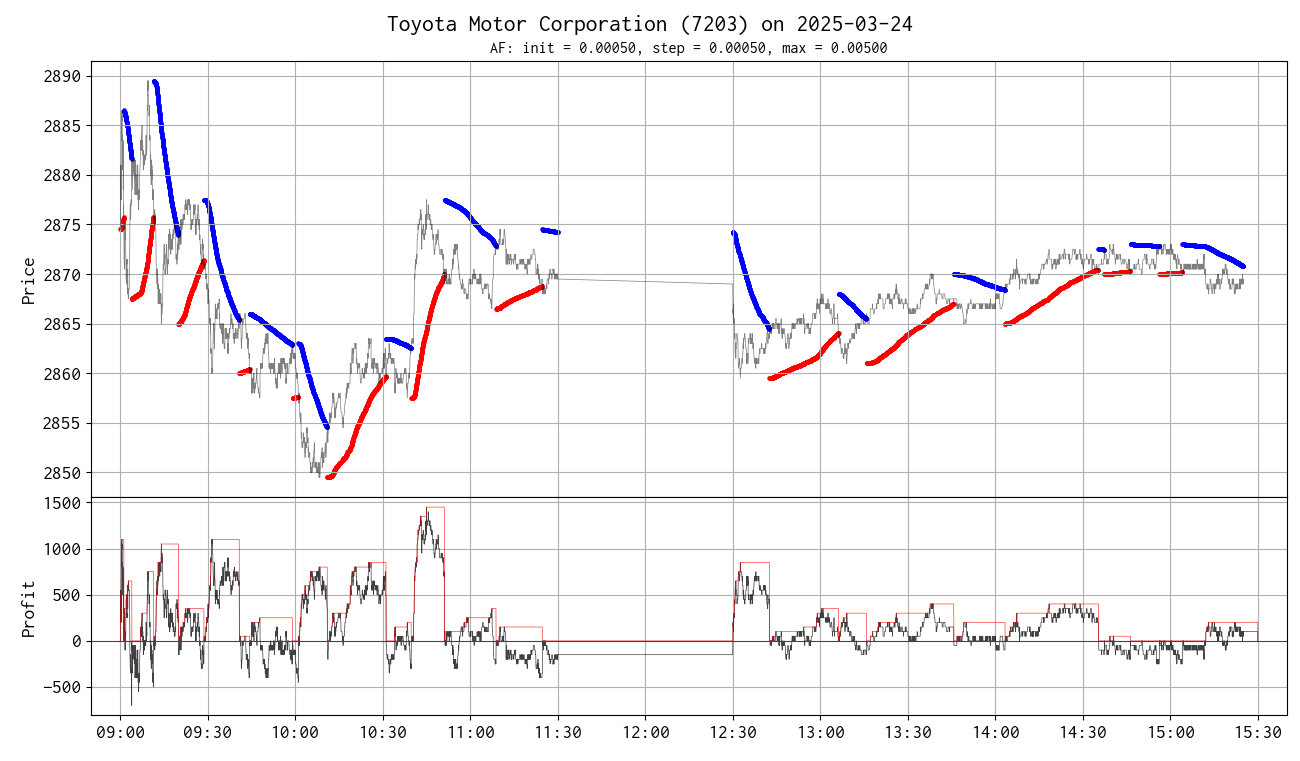 Toyota Motor Corporation (7203) on 2025-03-24
AF: init = 0.00050, step = 0.00050, max = 0.00500
Price
2890
2885
2880
2875
2870
2865
2860
2855
2850
Profit
1500
1000
500
0
−500
09:00 09:30 10:00 10:30 11:00 11:30 12:00 12:30 13:00 13:30 14:00 14:30 15:00 15:30